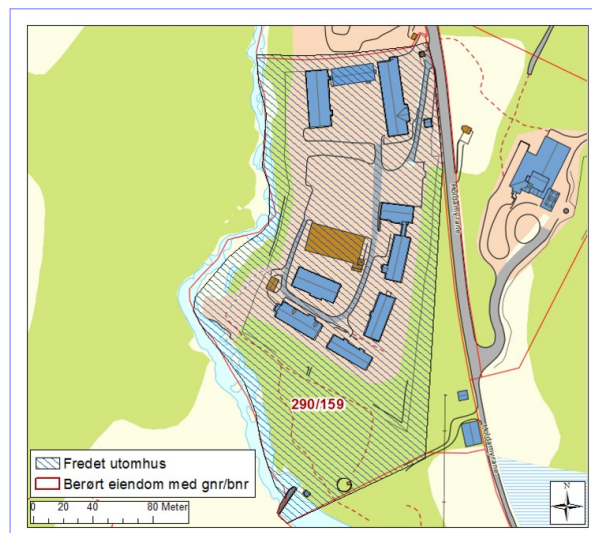 290/159
Fredet utomhus
Berørt eiendom med gnr/bnr
0 20 40 80 Meter
N